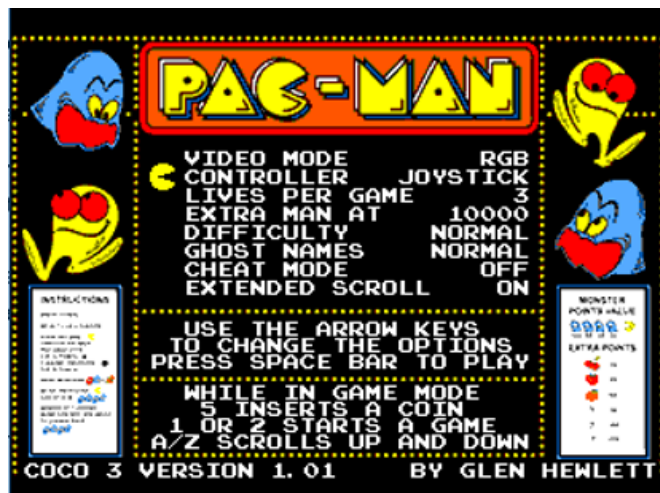 PAC-MAN
VIDEO MODE RGB
CONTROLLER JOYSTICK
LIVES PER GAME 3
EXTRA MAN AT 10000
DIFFICULTY NORMAL
GHOST NAMES NORMAL
CHEAT MODE OFF
EXTENDED SCROLL ON
INSTRUCTIONS
MONSTER
POINTS VALUE
EXTRA POINTS
USE THE ARROW KEYS
TO CHANGE THE OPTIONS
PRESS SPACE BAR TO PLAY
WHILE IN GAME MODE
5 INSERTS A COIN
1 OR 2 STARTS A GAME
A/Z SCROLLS UP AND DOWN
COCO 3 VERSION 1.01 BY GLEN HEWLETT